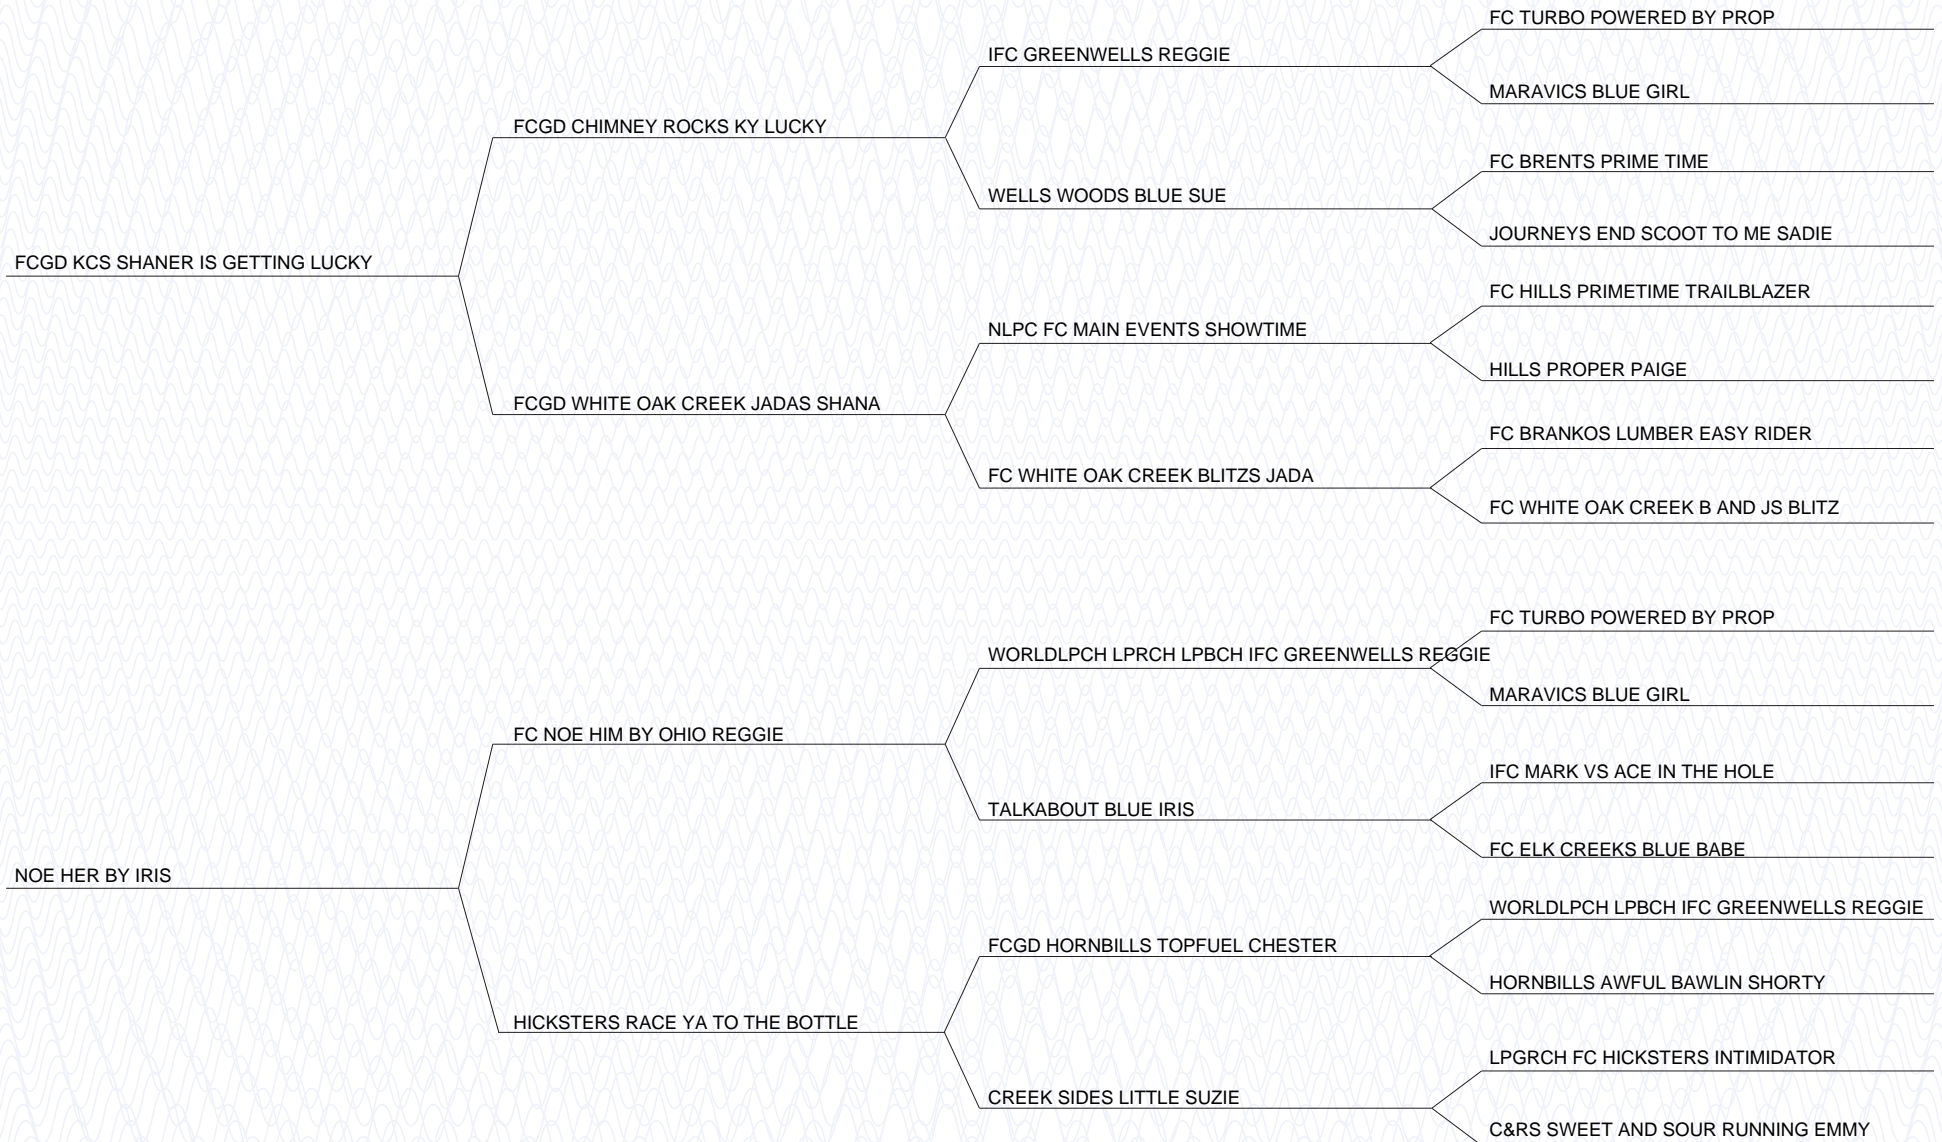 FC TURBO POWERED BY PROP
IFC GREENWELLS REGGIE
MARAVICS BLUE GIRL
FCGD CHIMNEY ROCKS KY LUCKY
FC BRENTS PRIME TIME
WELLS WOODS BLUE SUE
JOURNEYS END SCOOT TO ME SADIE
FCGD KCS SHANER IS GETTING LUCKY
FC HILLS PRIMETIME TRAILBLAZER
NLPC FC MAIN EVENTS SHOWTIME
HILLS PROPER PAIGE
FCGD WHITE OAK CREEK JADAS SHANA
FC BRANKOS LUMBER EASY RIDER
FC WHITE OAK CREEK BLITZS JADA
FC WHITE OAK CREEK B AND JS BLITZ
FC TURBO POWERED BY PROP
WORLDLPCH LPRCH LPBCH IFC GREENWELLS REGGIE
MARAVICS BLUE GIRL
FC NOE HIM BY OHIO REGGIE
IFC MARK VS ACE IN THE HOLE
TALKABOUT BLUE IRIS
FC ELK CREEKS BLUE BABE
NOE HER BY IRIS
WORLDLPCH LPBCH IFC GREENWELLS REGGIE
FCGD HORNBILLS TOPFUEL CHESTER
HORNBILLS AWFUL BAWLIN SHORTY
HICKSTERS RACE YA TO THE BOTTLE
LPGRCH FC HICKSTERS INTIMIDATOR
CREEK SIDES LITTLE SUZIE
C&RS SWEET AND SOUR RUNNING EMMY